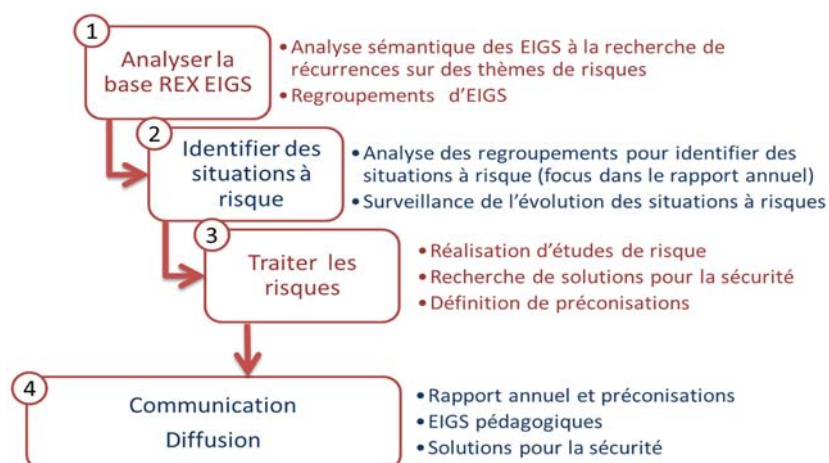 1
Analyser la
base REX EIGS
•Analyse sémantique des EIGS à la recherche de
récurrences sur des thèmes de risques
•Regroupements d'EIGS
2
Identifier des
situations à
risque
•Analyse des regroupements pour identifier des
situations à risque (focus dans le rapport annuel)
•Surveillance de l'évolution des situations à risques
3
Traiter les
risques
•Réalisation d'études de risque
•Recherche de solutions pour la sécurité
•Définition de préconisations
4
Communication
Diffusion
•Rapport annuel et préconisations
•EIGS pédagogiques
•Solutions pour la sécurité